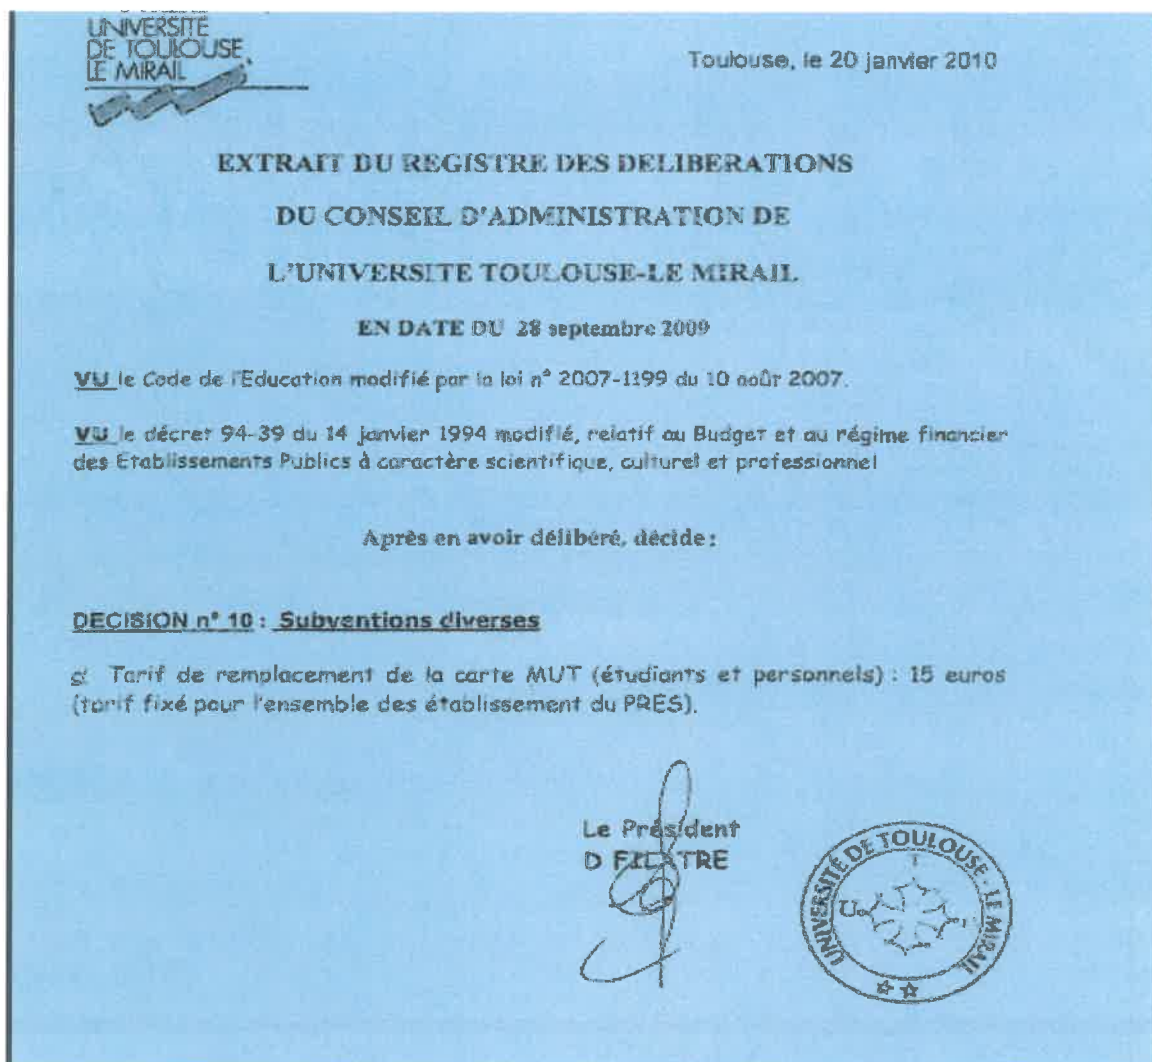 UNIVERSITÉ
DE TOULOUSE
LE MIRAIL
Toulouse, le 20 janvier 2010
EXTRAIT DU REGISTRE DES DELIBERATIONS
DU CONSEIL D'ADMINISTRATION DE
L'UNIVERSITE TOULOUSE-LE MIRAIL
EN DATE DU 28 septembre 2009
VU le Code de l'Education modifié par la loi n° 2007-1199 du 10 août 2007.
VU le décret 94-39 du 14 janvier 1994 modifié, relatif au Budget et au régime financier
des Etablissements Publics à caractère scientifique, culturel et professionnel
Après en avoir délibéré, décide :
DECISION n° 10 : Subventions diverses
Tarif de remplacement de la carte MUT (étudiants et personnels) : 15 euros
(tarif fixé pour l'ensemble des établissement du PRES).
Le Président
D FILATRE
UNIVERSITÉ DE TOULOUSE - LE MIRAIL